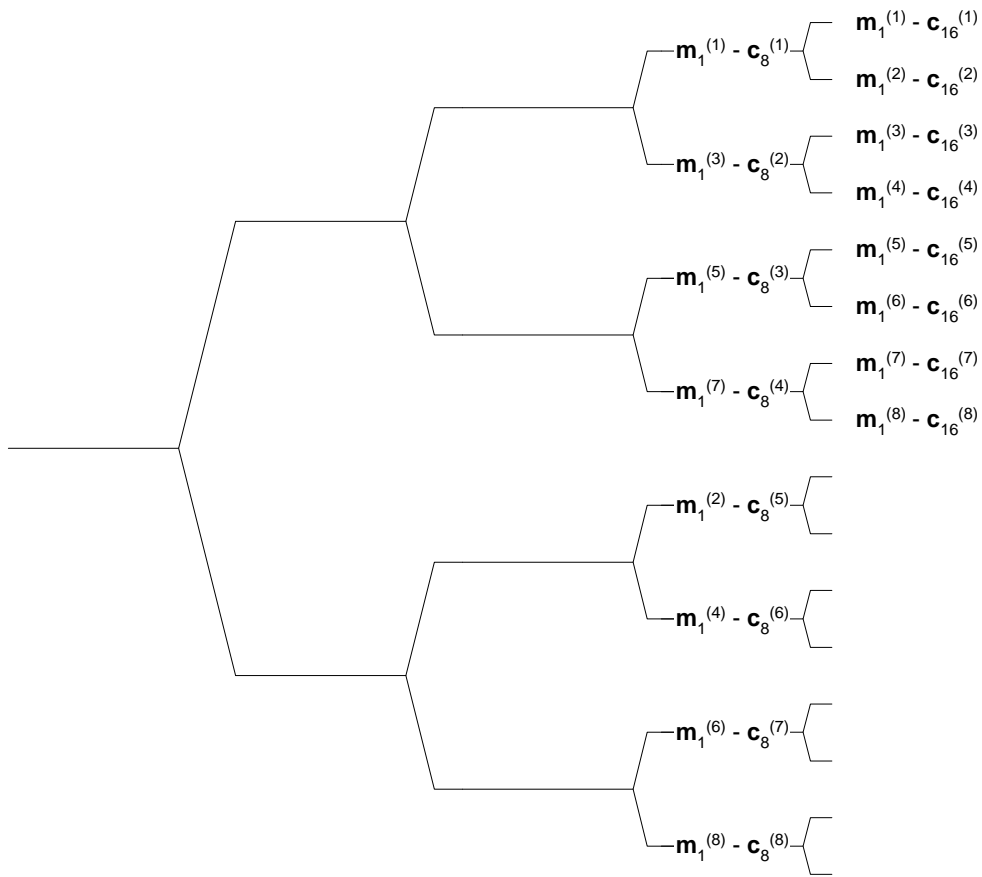 m₁⁽¹⁾ - c₁₆⁽¹⁾
m₁⁽¹⁾ - c₈⁽¹⁾
m₁⁽²⁾ - c₁₆⁽²⁾
m₁⁽³⁾ - c₁₆⁽³⁾
m₁⁽³⁾ - c₈⁽²⁾
m₁⁽⁴⁾ - c₁₆⁽⁴⁾
m₁⁽⁵⁾ - c₁₆⁽⁵⁾
m₁⁽⁵⁾ - c₈⁽³⁾
m₁⁽⁶⁾ - c₁₆⁽⁶⁾
m₁⁽⁷⁾ - c₁₆⁽⁷⁾
m₁⁽⁷⁾ - c₈⁽⁴⁾
m₁⁽⁸⁾ - c₁₆⁽⁸⁾
m₁⁽²⁾ - c₈⁽⁵⁾
m₁⁽⁴⁾ - c₈⁽⁶⁾
m₁⁽⁶⁾ - c₈⁽⁷⁾
m₁⁽⁸⁾ - c₈⁽⁸⁾